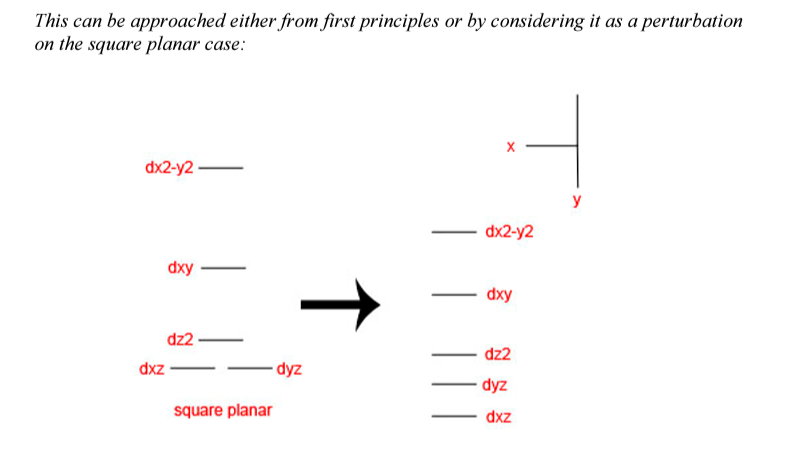 This can be approached either from first principles or by considering it as a perturbation
on the square planar case:
x
dx2-y2
y
dx2-y2
dxy
dxy
dz2
dz2
dxz
dyz
dyz
square planar
dxz